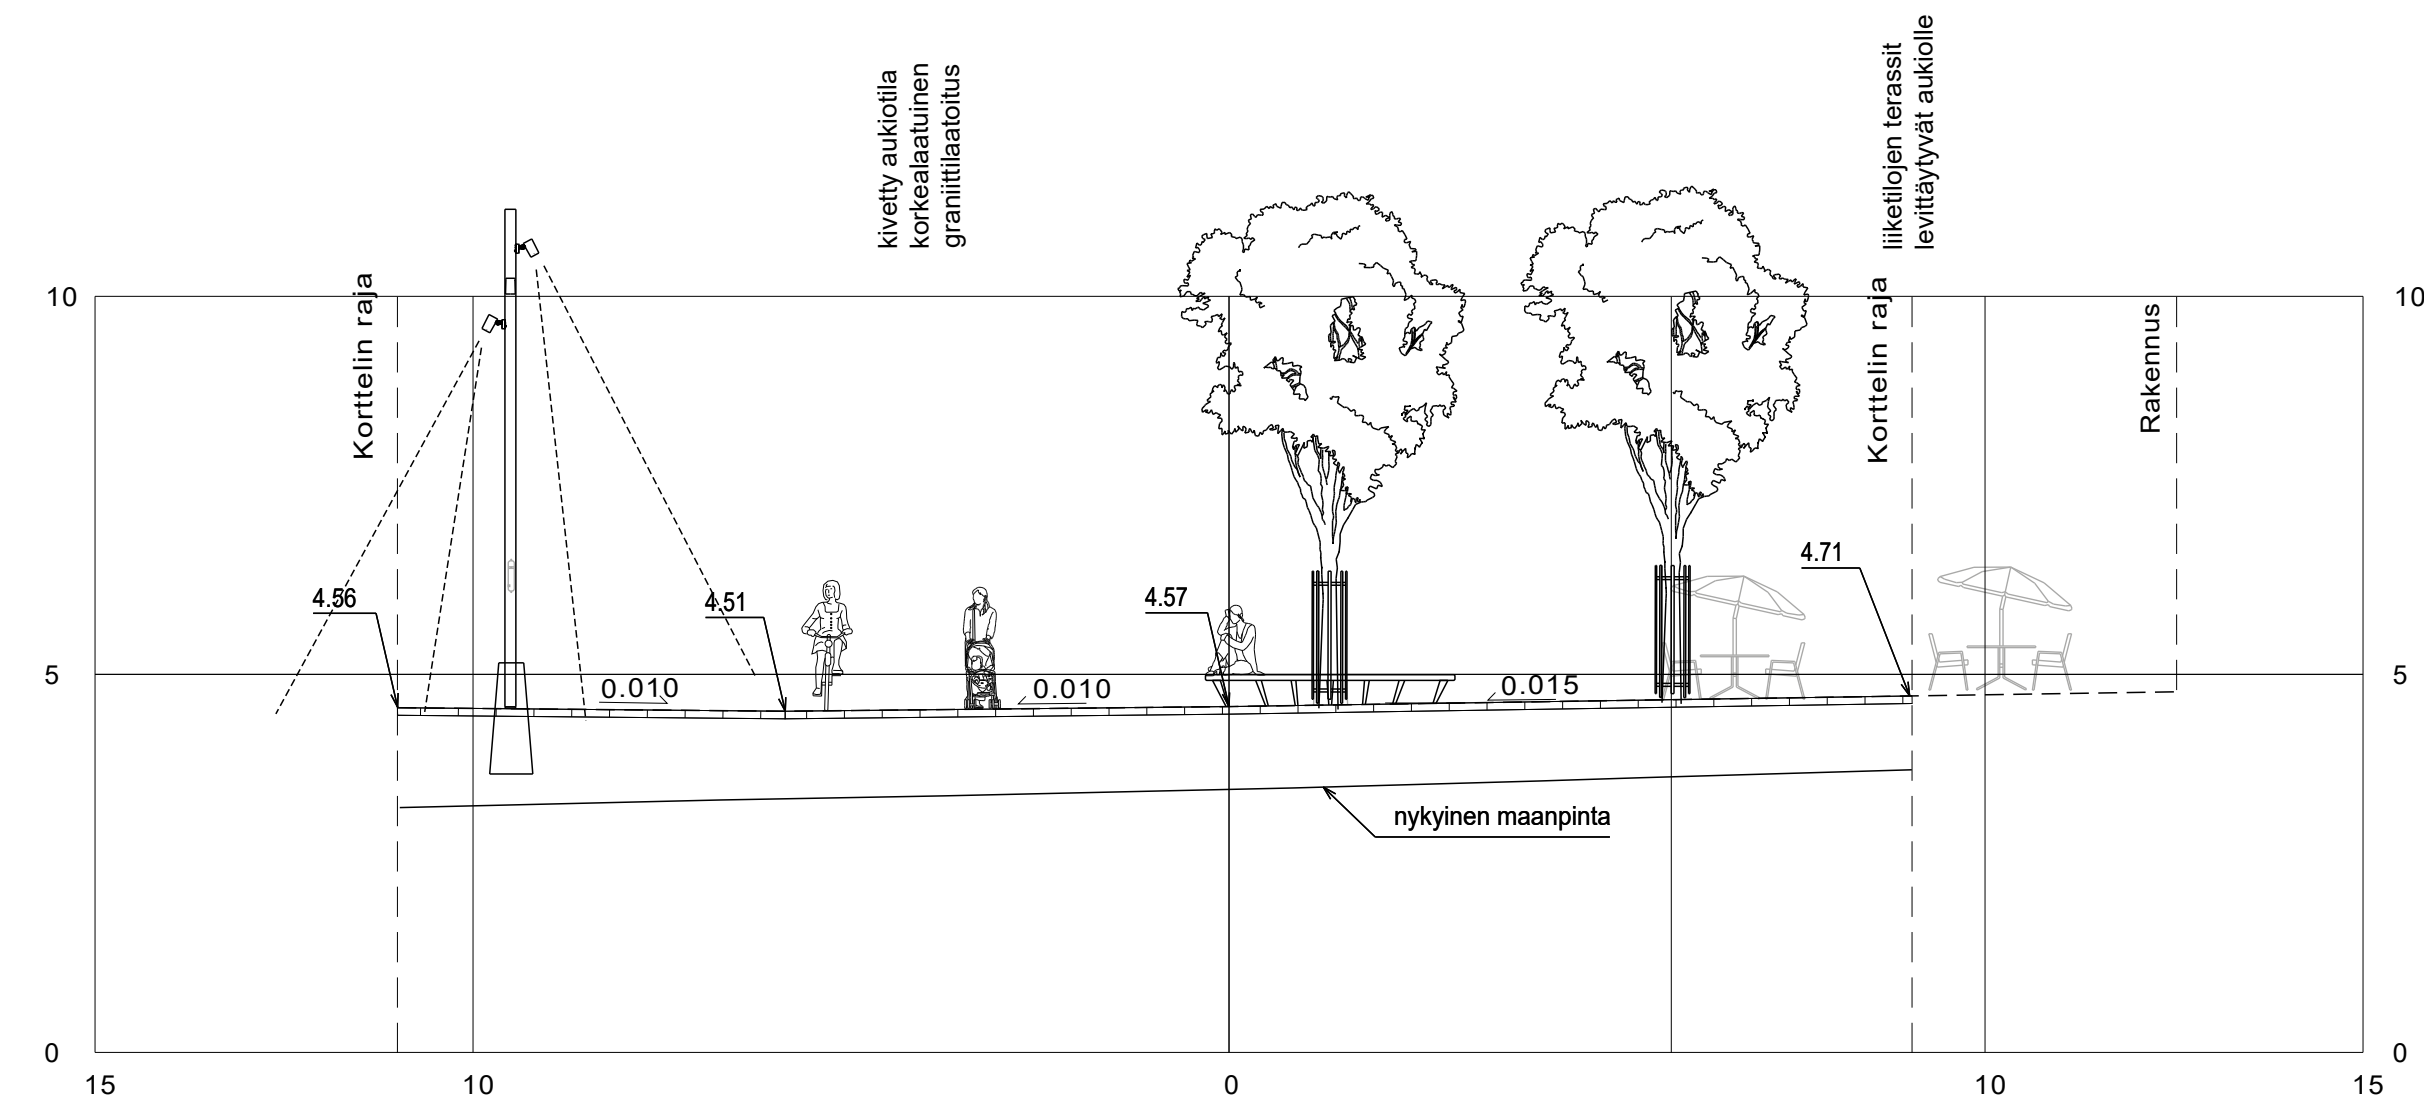 kivetty aukiotila
korkealaatuinen
graniittilaatoitus
liiketilojen terassit
levittäytyvät aukiolle
10
Korttelin raja
Korttelin raja
Rakennus
10
4.56
4.51
4.57
4.71
5
0.010
0.010
0.015
5
nykyinen maanpinta
0
0
15
10
0
10
15